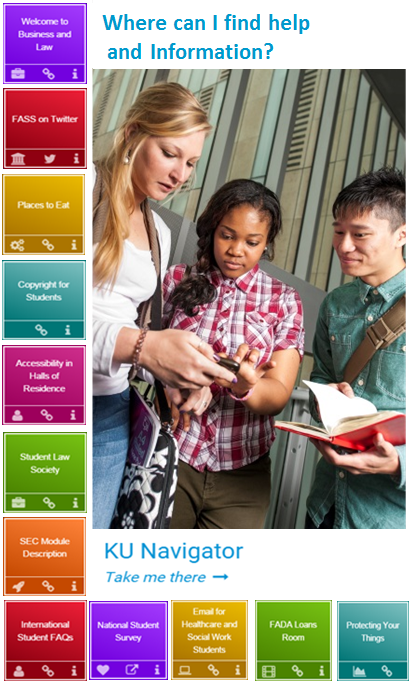 Where can I find help
and Information?
Welcome to
Business and
Law
FASS on Twitter
Places to Eat
Copyright for
Students
Accessibility in
Halls of
Residence
Student Law
Society
SEC Module
Description
KU Navigator
Take me there →
International
Student FAQs
National Student
Survey
Email for
Healthcare and
Social Work
Students
FADA Loans
Room
Protecting Your
Things